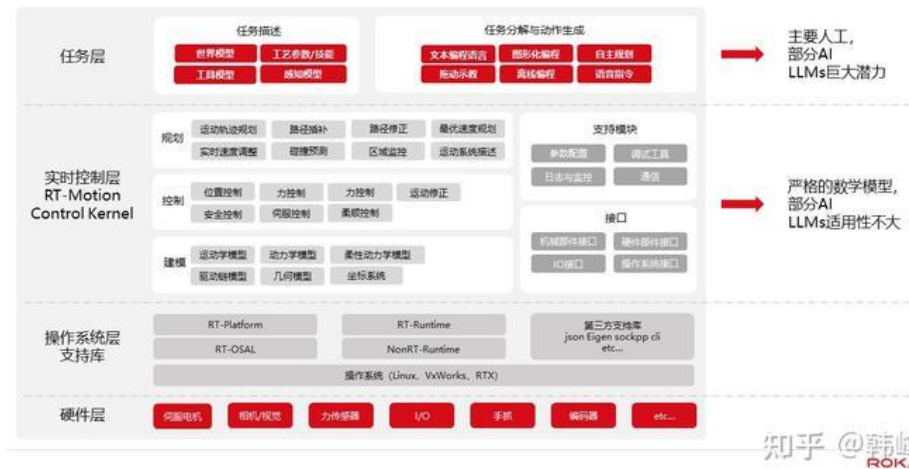 任务层
任务描述
世界模型 工艺参数/技能
工具模型 感知模型
任务分解与动作生成
文本编程语言 图形化编程 自主规划
拖动示教 离线编程 语音指令
主要人工,
部分AI
LLMs巨大潜力
实时控制层
RT-Motion
Control Kernel
规划
运动轨迹规划 路径插补 路径修正 最优速度规划
实时速度调整 碰撞预测 区域监控 运动系统描述
控制
位置控制 力控制 力控制 运动修正
安全控制 伺服控制 柔顺控制
建模
运动学模型 动力学模型 柔性动力学模型
驱动链模型 几何模型 坐标系统
支持模块
参数配置 调试工具
日志与监控 通信
接口
机械部件接口 硬件部件接口
IO接口 操作系统接口
严格的数学模型,
部分AI
LLMs适用性不大
操作系统层
支持库
RT-Platform RT-Runtime
RT-OSAL NonRT-Runtime
第三方支持库
json Eigen sockpp cli
etc...
操作系统 (Linux、VxWorks、RTX)
硬件层
伺服电机 相机/视觉 力传感器 I/O 手抓 编码器 etc...
知乎 @韩峰
ROK